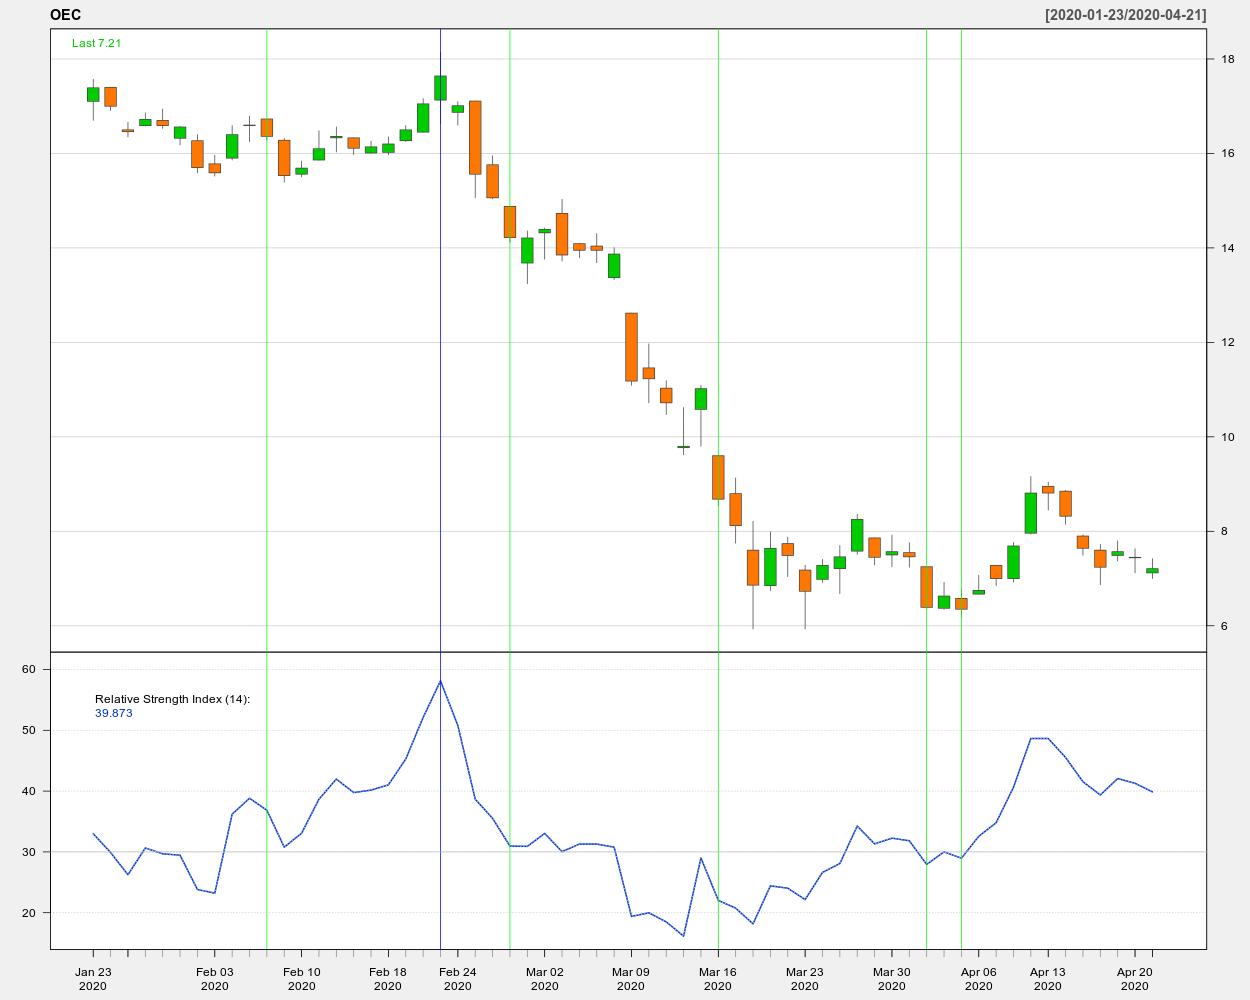 OEC [2020-01-23/2020-04-21]
Last 7.21
18
16
14
12
10
8
6
60
Relative Strength Index (14):
39.873
50
40
30
20
Jan 23 Feb 03 Feb 10 Feb 18 Feb 24 Mar 02 Mar 09 Mar 16 Mar 23 Mar 30 Apr 06 Apr 13 Apr 20
2020 2020 2020 2020 2020 2020 2020 2020 2020 2020 2020 2020 2020